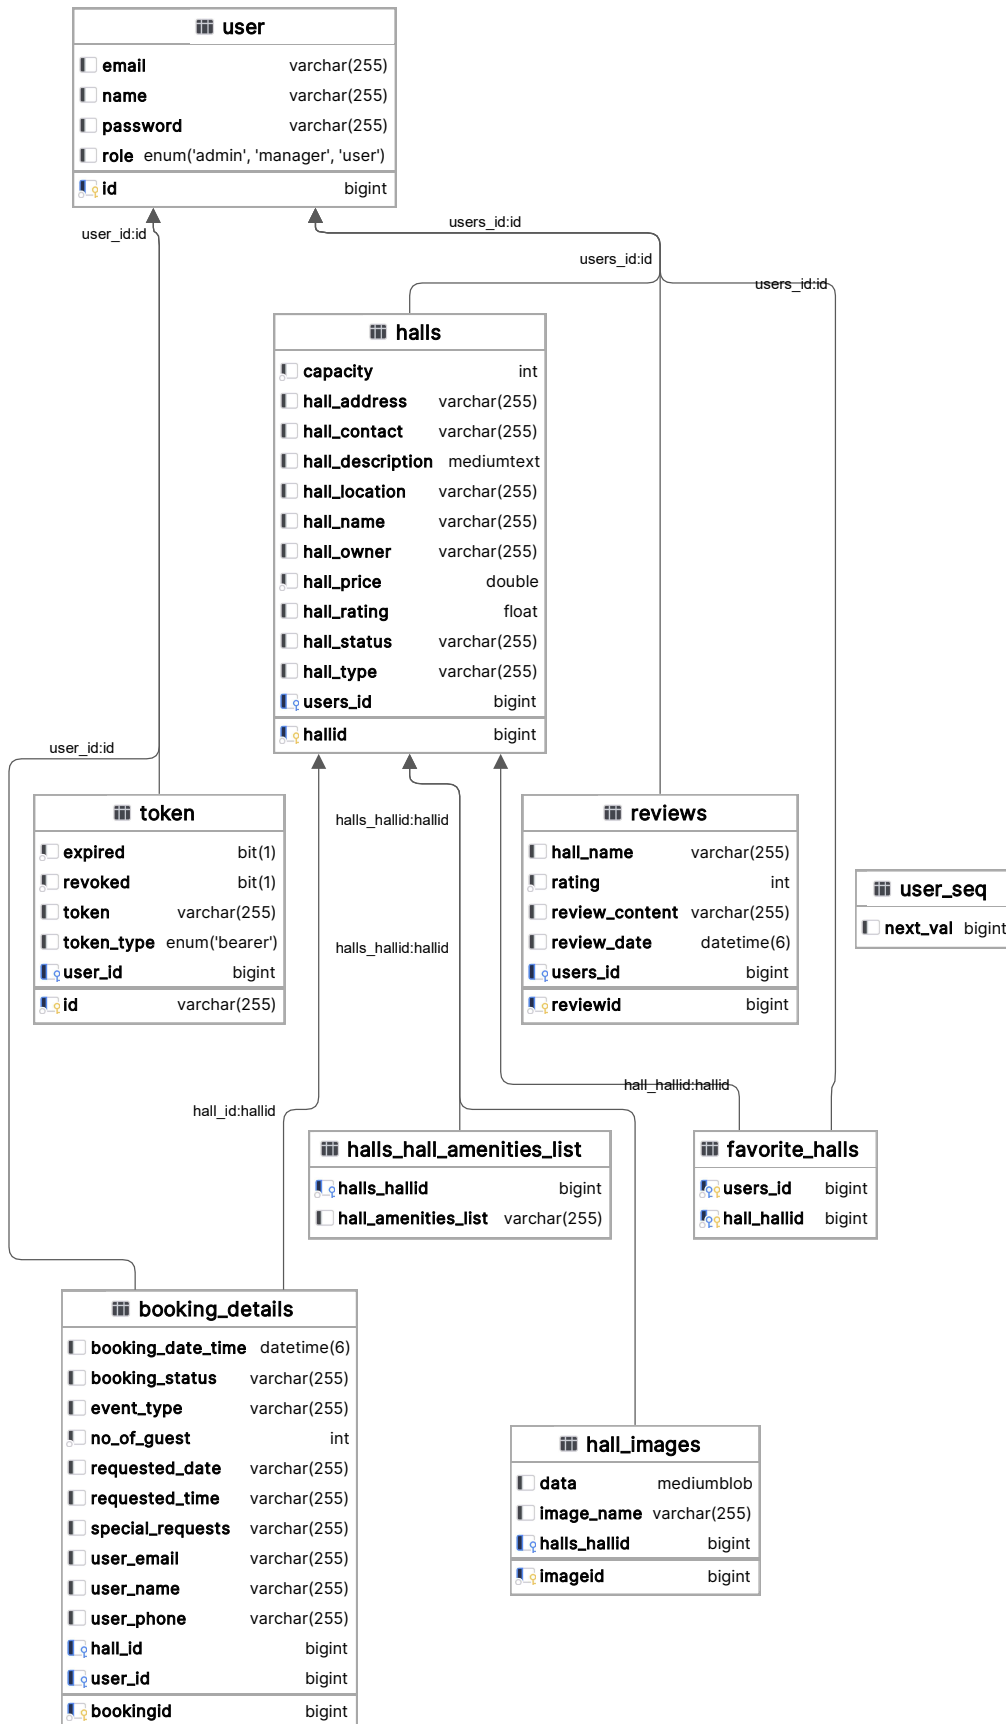 user
email varchar(255)
name varchar(255)
password varchar(255)
role enum('admin', 'manager', 'user')
id bigint
user_id:id
users_id:id
users_id:id
users_id:id
halls
capacity int
hall_address varchar(255)
hall_contact varchar(255)
hall_description mediumtext
hall_location varchar(255)
hall_name varchar(255)
hall_owner varchar(255)
hall_price double
hall_rating float
hall_status varchar(255)
hall_type varchar(255)
users_id bigint
hallid bigint
user_id:id
token
expired bit(1)
revoked bit(1)
token varchar(255)
token_type enum('bearer')
user_id bigint
id varchar(255)
halls_hallid:hallid
halls_hallid:hallid
reviews
hall_name varchar(255)
rating int
review_content varchar(255)
review_date datetime(6)
users_id bigint
reviewid bigint
user_seq
next_val bigint
hall_id:hallid
hall_hallid:hallid
halls_hall_amenities_list
halls_hallid bigint
hall_amenities_list varchar(255)
favorite_halls
users_id bigint
hall_hallid bigint
booking_details
booking_date_time datetime(6)
booking_status varchar(255)
event_type varchar(255)
no_of_guest int
requested_date varchar(255)
requested_time varchar(255)
special_requests varchar(255)
user_email varchar(255)
user_name varchar(255)
user_phone varchar(255)
hall_id bigint
user_id bigint
bookingid bigint
hall_images
data mediumblob
image_name varchar(255)
halls_hallid bigint
imageid bigint